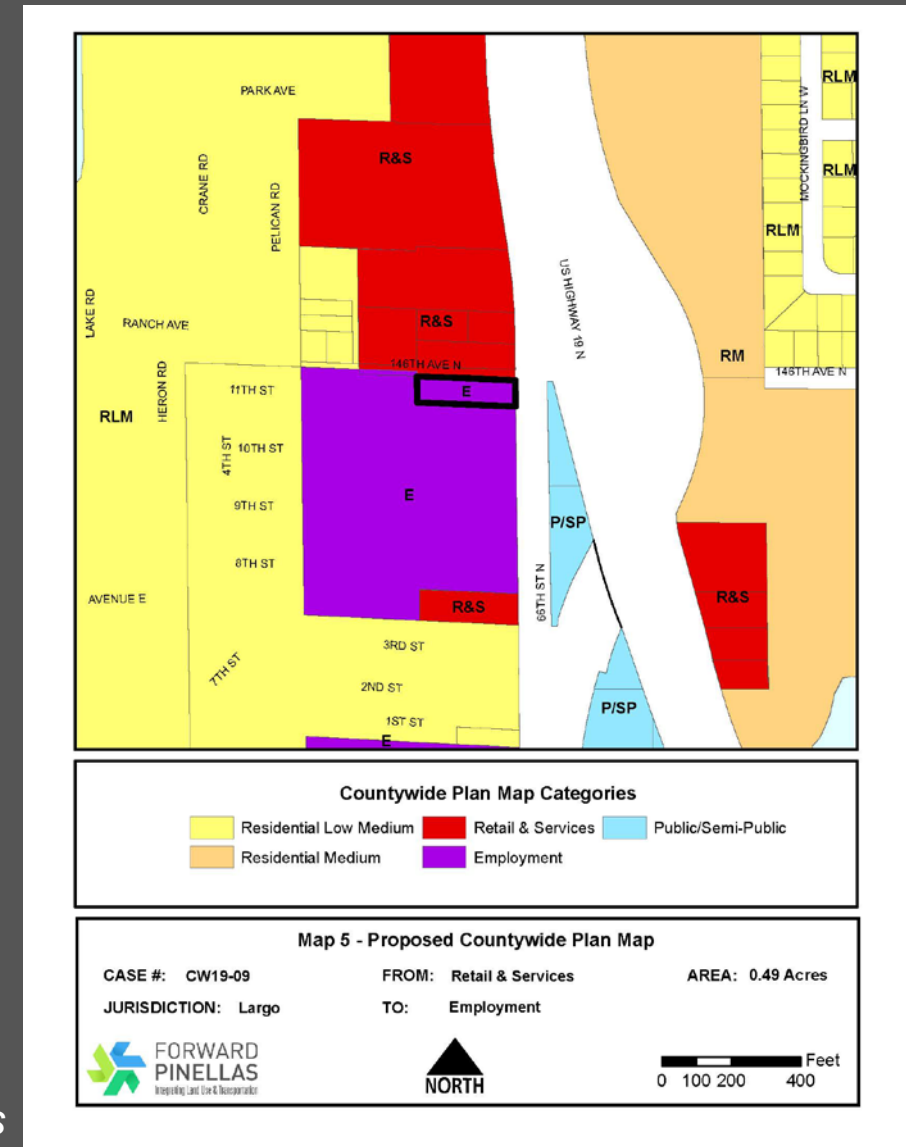 PARK AVE
RLM
R&S
CRANE RD
MOCKINGBIRD LN W
RLM
PELICAN RD
RLM
US HIGHWAY 19 N
LAKE RD
RANCH AVE
R&S
RM
146TH AVE N
146TH AVE N
HERON RD
11TH ST
E
RLM
4TH ST
10TH ST
E
9TH ST
P/SP
8TH ST
66TH ST N
AVENUE E
R&S
R&S
3RD ST
7TH ST
2ND ST
P/SP
1ST ST
E
Countywide Plan Map Categories
Residential Low Medium
Retail & Services
Public/Semi-Public
Residential Medium
Employment
Map 5 - Proposed Countywide Plan Map
CASE #: CW19-09
FROM: Retail & Services
AREA: 0.49 Acres
JURISDICTION: Largo
TO: Employment
FORWARD
PINELLAS
Integrating Land Use & Transportation
NORTH
Feet
0 100 200 400
s